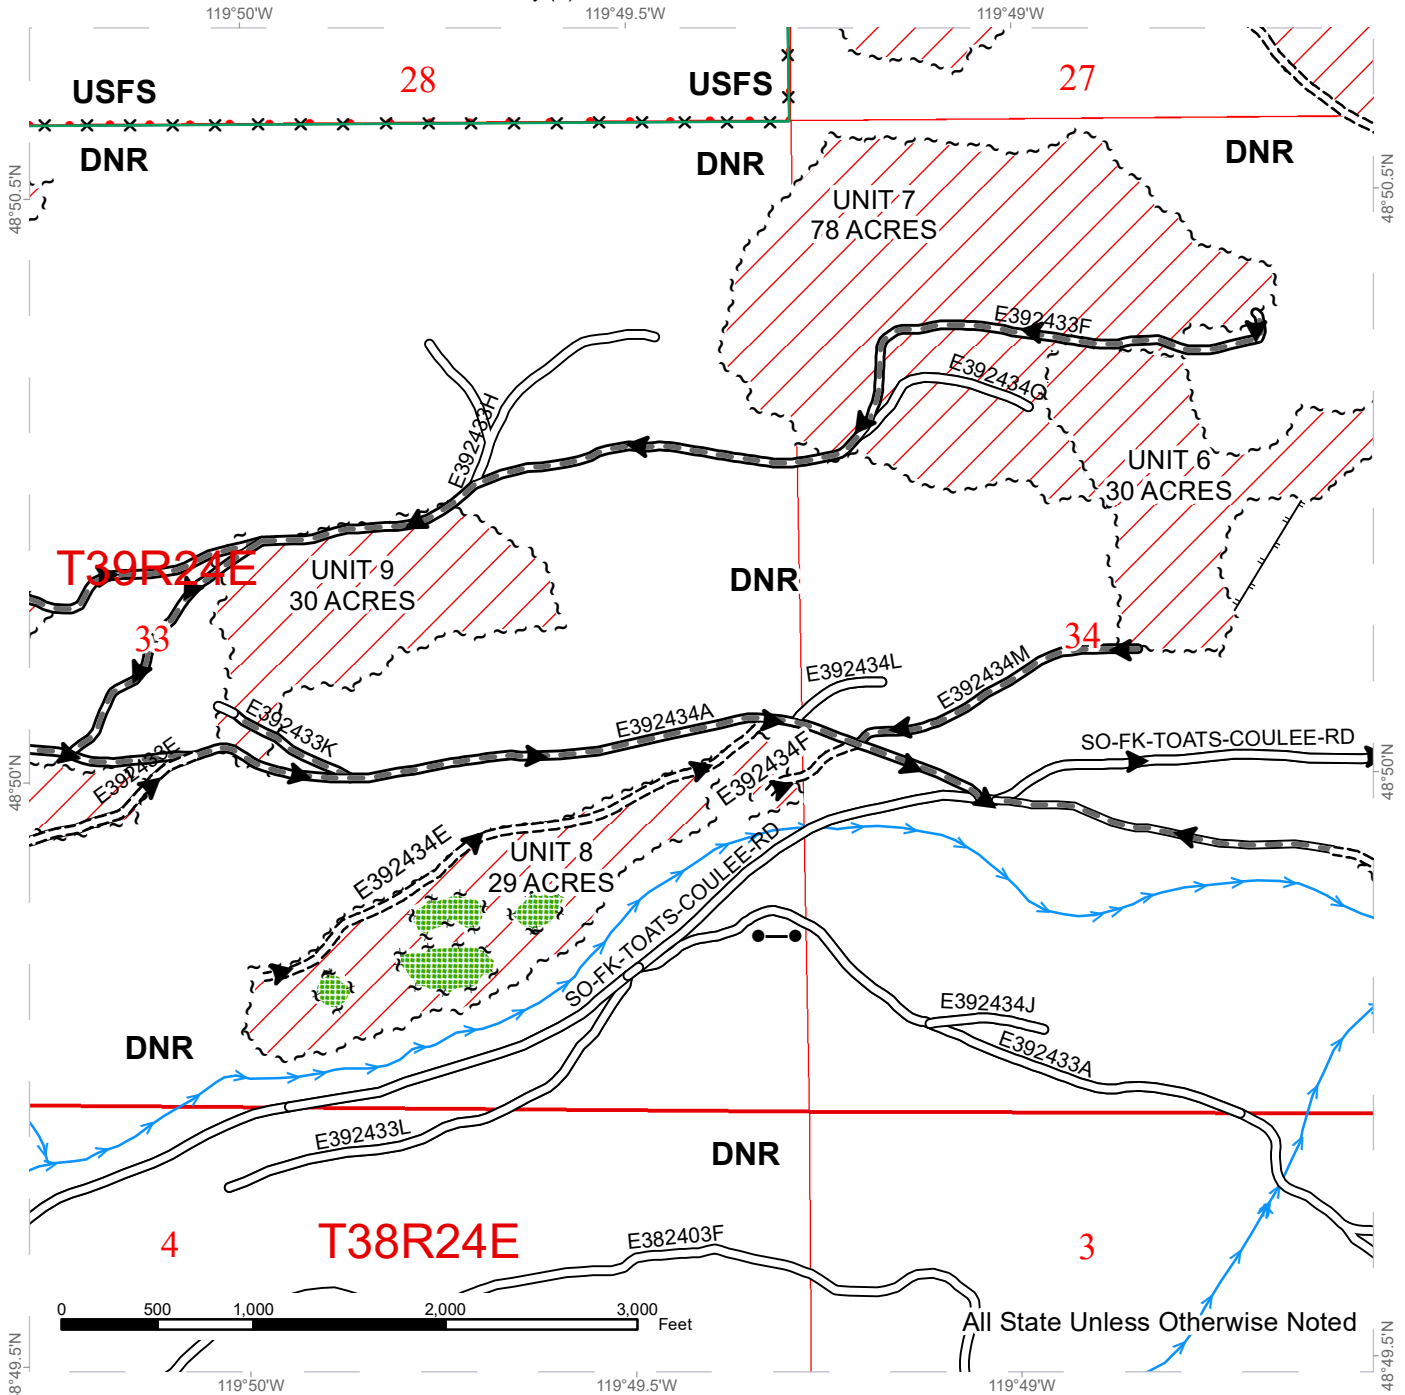 119°50'W
119°49.5'W
119°49'W
28
27
USFS
USFS
DNR
DNR
DNR
48°50.5'N
48°50.5'N
UNIT 7
78 ACRES
E392433F
E392434Q
E392433H
UNIT 6
30 ACRES
T39R24E
UNIT 9
30 ACRES
DNR
33
34
E392434L
E392434M
E392433K
E392434A
E392434F
SO-FK-TOATS-COULEE-RD
E392433E
48°50'N
48°50'N
E392434E
UNIT 8
29 ACRES
SO-FK-TOATS-COULEE-RD
E392434J
E392433A
DNR
E392433L
DNR
4
T38R24E
E382403F
3
0 500 1,000 2,000 3,000
Feet
All State Unless Otherwise Noted
48°49.5'N
8°49.5'N
119°50'W
119°49.5'W
119°49'W